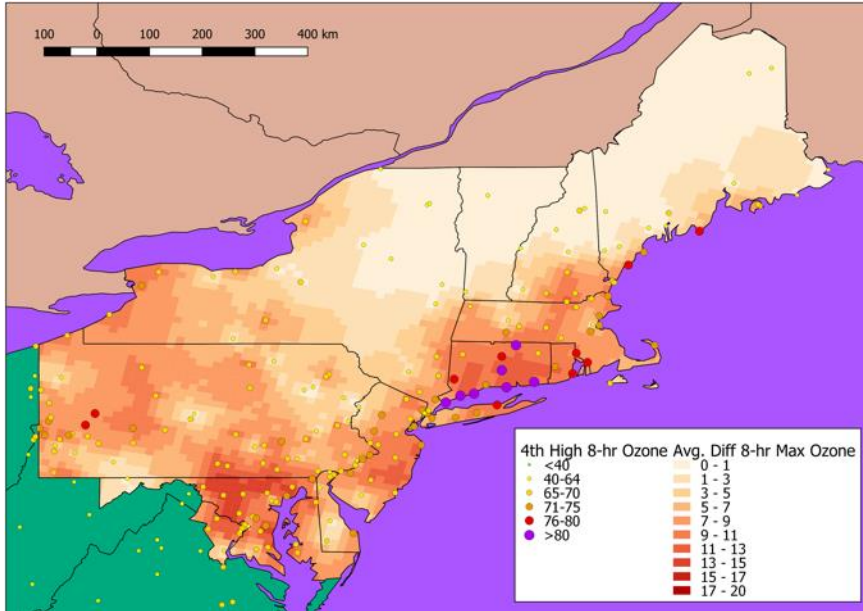 100 0 100 200 300 400 km
4th High 8-hr Ozone Avg. Diff 8-hr Max Ozone
<40 0 - 1
40-64 1 - 3
65-70 3 - 5
71-75 5 - 7
76-80 7 - 9
>80 9 - 11
11 - 13
13 - 15
15 - 17
17 - 20